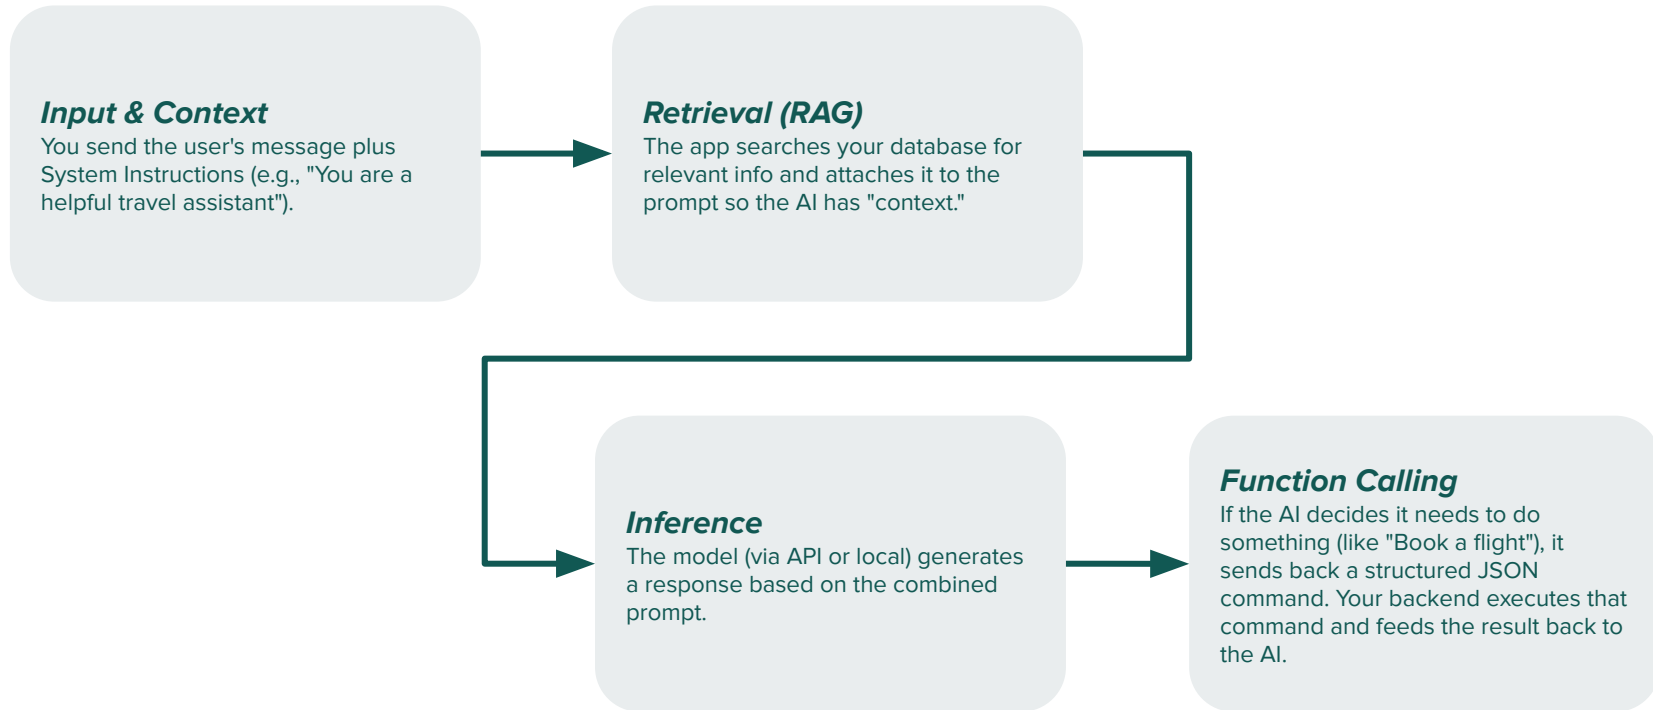 Input & Context
You send the user's message plus
System Instructions (e.g., "You are a
helpful travel assistant").
Retrieval (RAG)
The app searches your database for
relevant info and attaches it to the
prompt so the AI has "context."
Inference
The model (via API or local) generates
a response based on the combined
prompt.
Function Calling
If the AI decides it needs to do
something (like "Book a flight"), it
sends back a structured JSON
command. Your backend executes that
command and feeds the result back to
the AI.